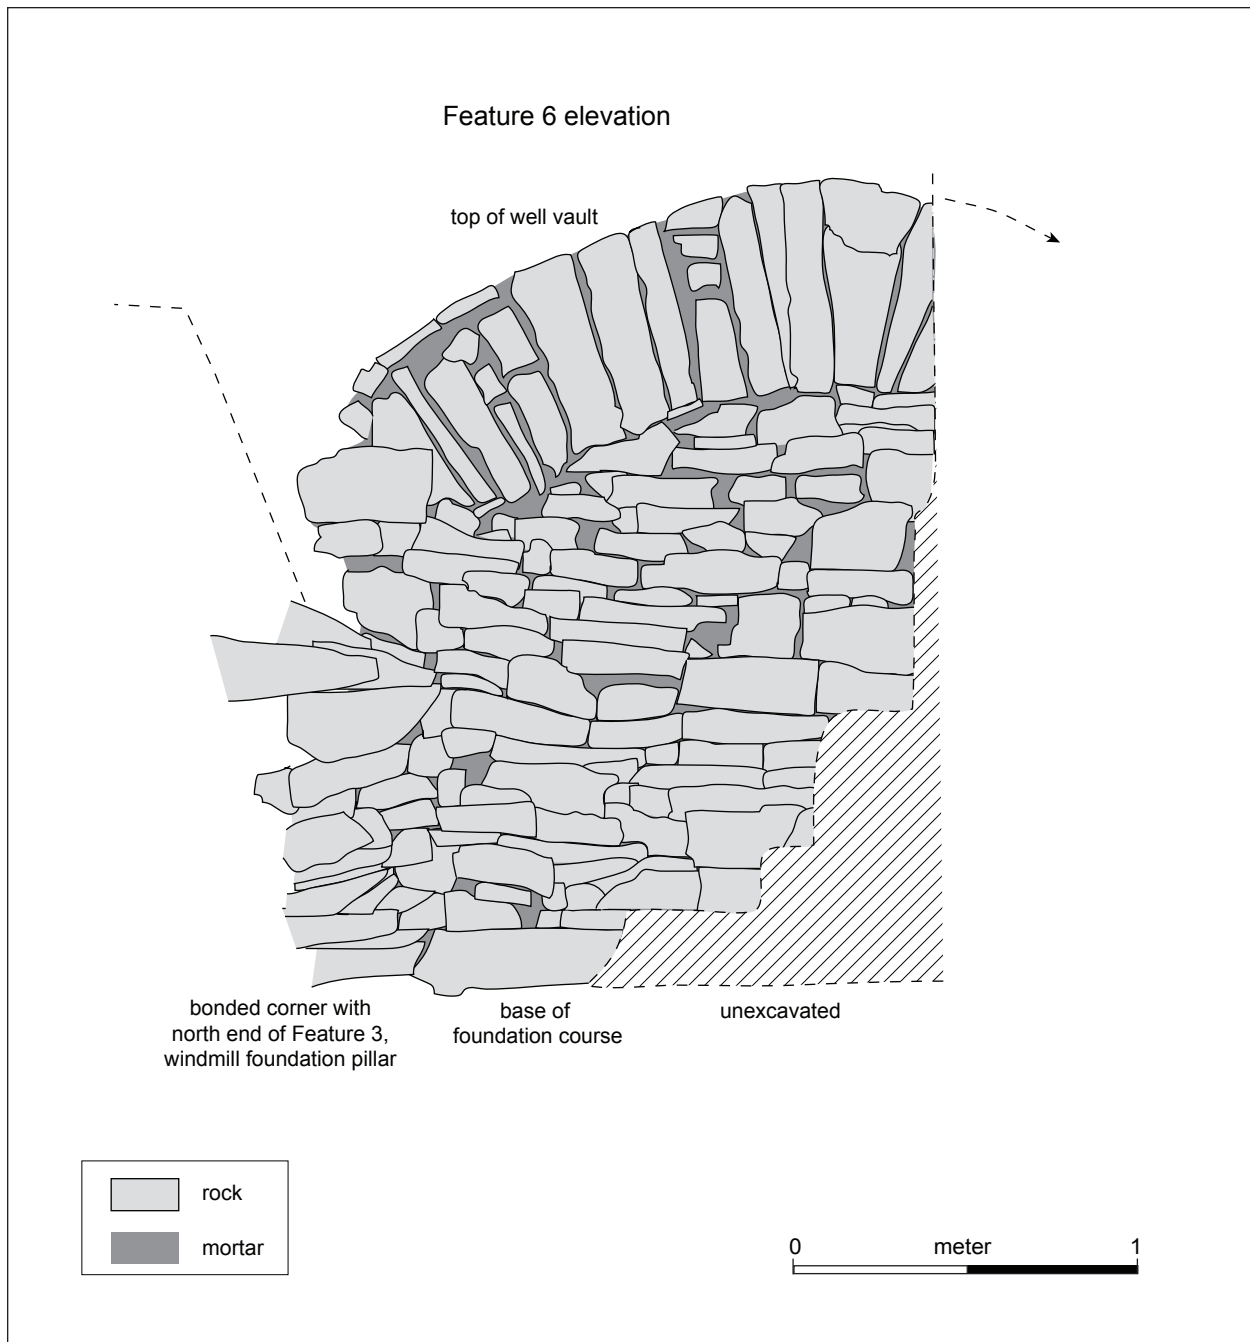 Feature 6 elevation
top of well vault
bonded corner with
north end of Feature 3,
windmill foundation pillar
base of
foundation course
unexcavated
rock
mortar
0 meter 1